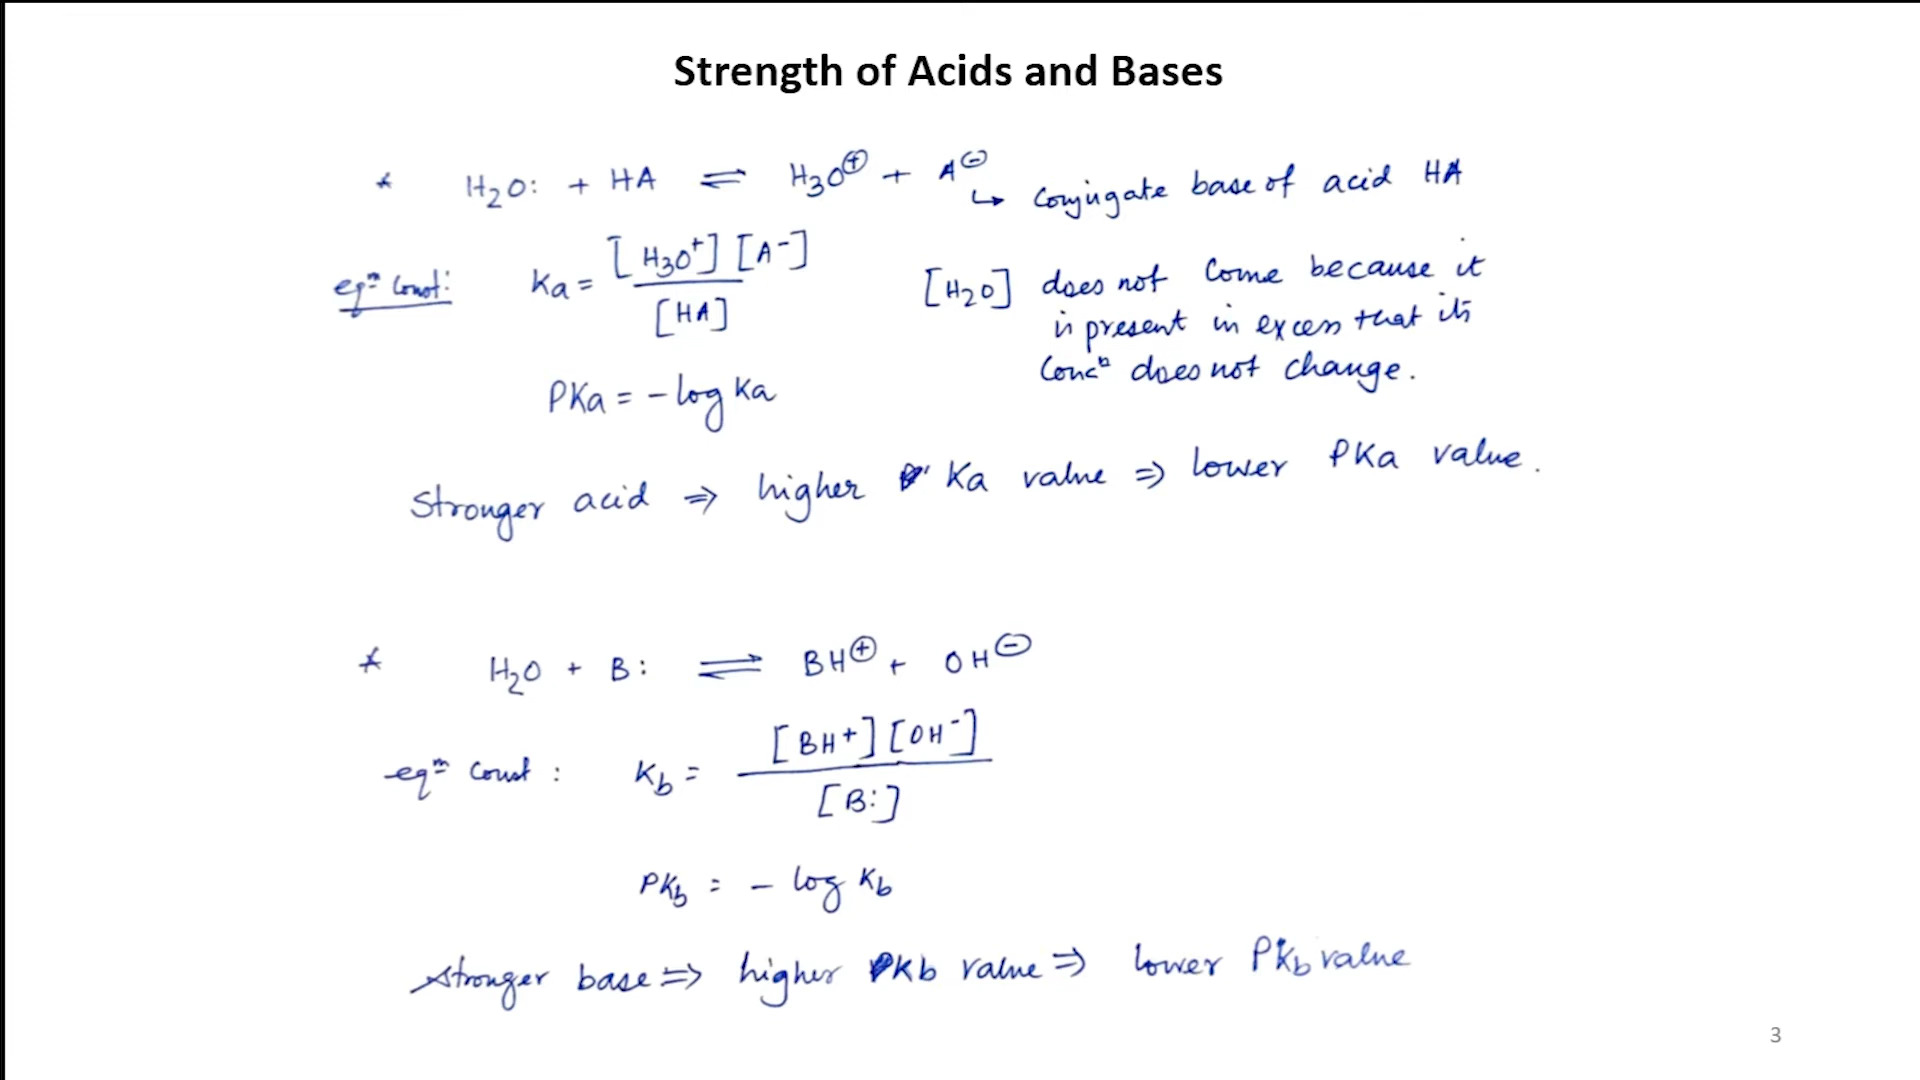 Strength of Acids and Bases
* H2O: + HA ⇌ H3O⊕ + A⊖
↳ Conjugate base of acid HA
eqm Const: Ka = [H3O+] [A-] / [HA]
[H2O] does not Come because it
is present in excess that its
Concn does not change.
PKa = - log Ka
Stronger acid ⇒ higher Ka value ⇒ lower PKa value.
* H2O + B: ⇌ BH⊕ + OH⊖
eqm Const : Kb = [BH+] [OH-] / [B:]
PKb = - log Kb
Stronger base ⇒ higher Kb value ⇒ lower PKb value
3